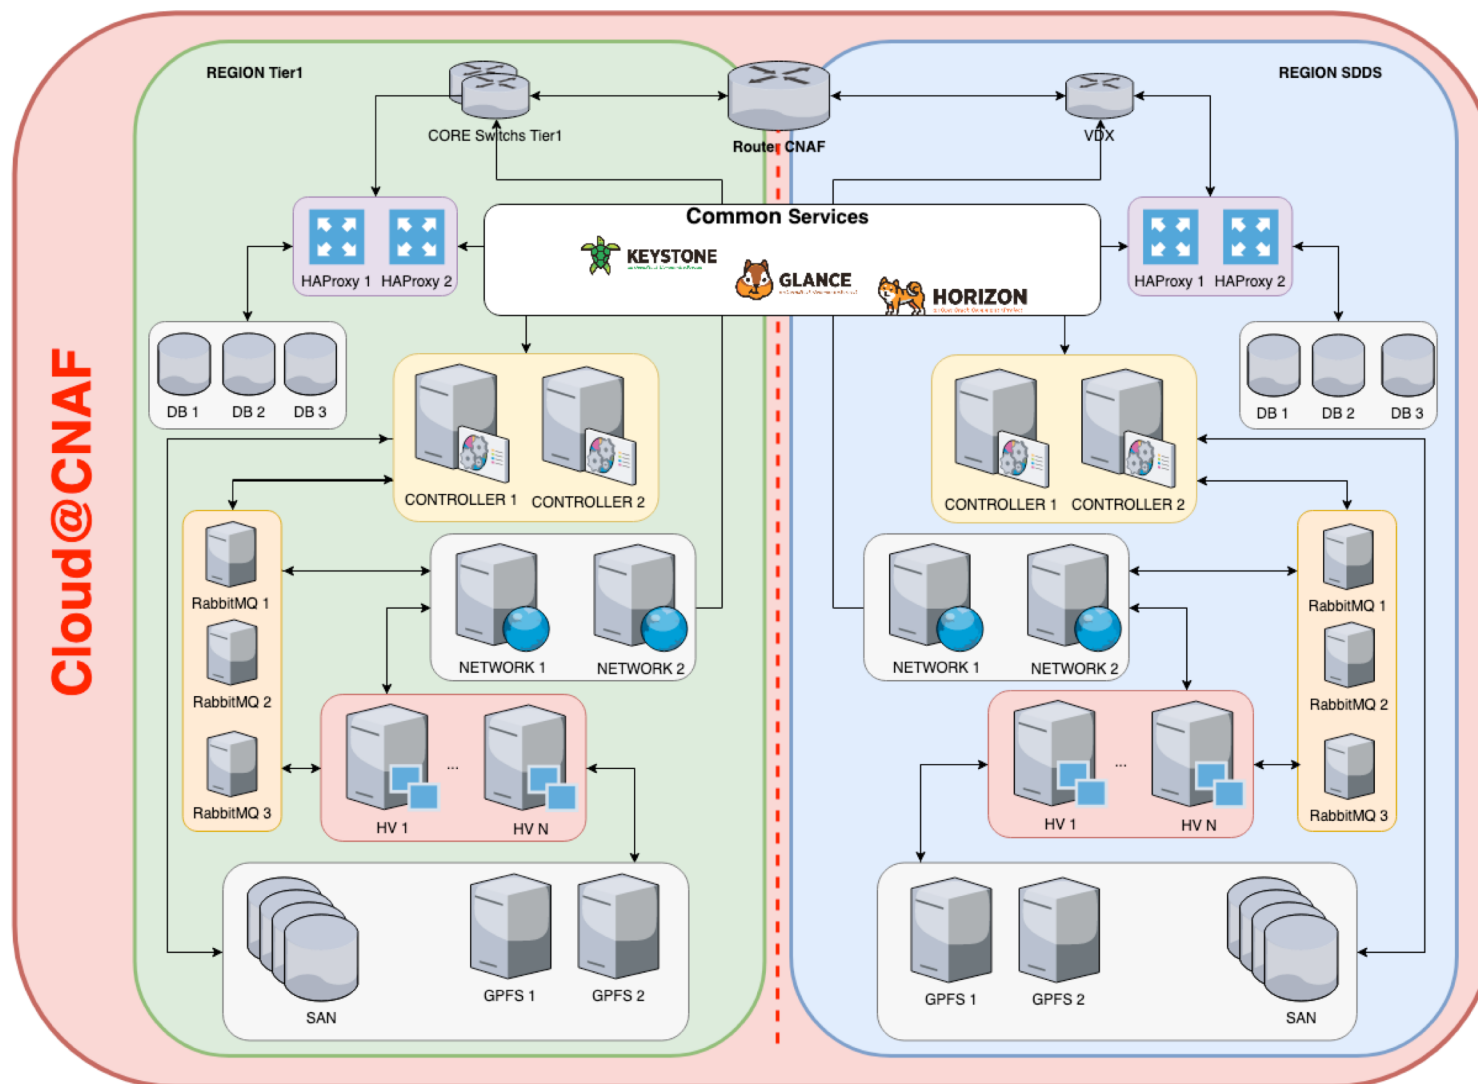 Cloud@CNAF
REGION Tier1
REGION SDDS
CORE Switchs Tier1
Router CNAF
VDX
Common Services
KEYSTONE
GLANCE
HORIZON
HAProxy 1
HAProxy 2
HAProxy 1
HAProxy 2
DB 1
DB 2
DB 3
DB 1
DB 2
DB 3
CONTROLLER 1
CONTROLLER 2
CONTROLLER 1
CONTROLLER 2
RabbitMQ 1
RabbitMQ 2
RabbitMQ 3
NETWORK 1
NETWORK 2
NETWORK 1
NETWORK 2
RabbitMQ 1
RabbitMQ 2
RabbitMQ 3
HV 1
...
HV N
HV 1
...
HV N
SAN
GPFS 1
GPFS 2
GPFS 1
GPFS 2
SAN